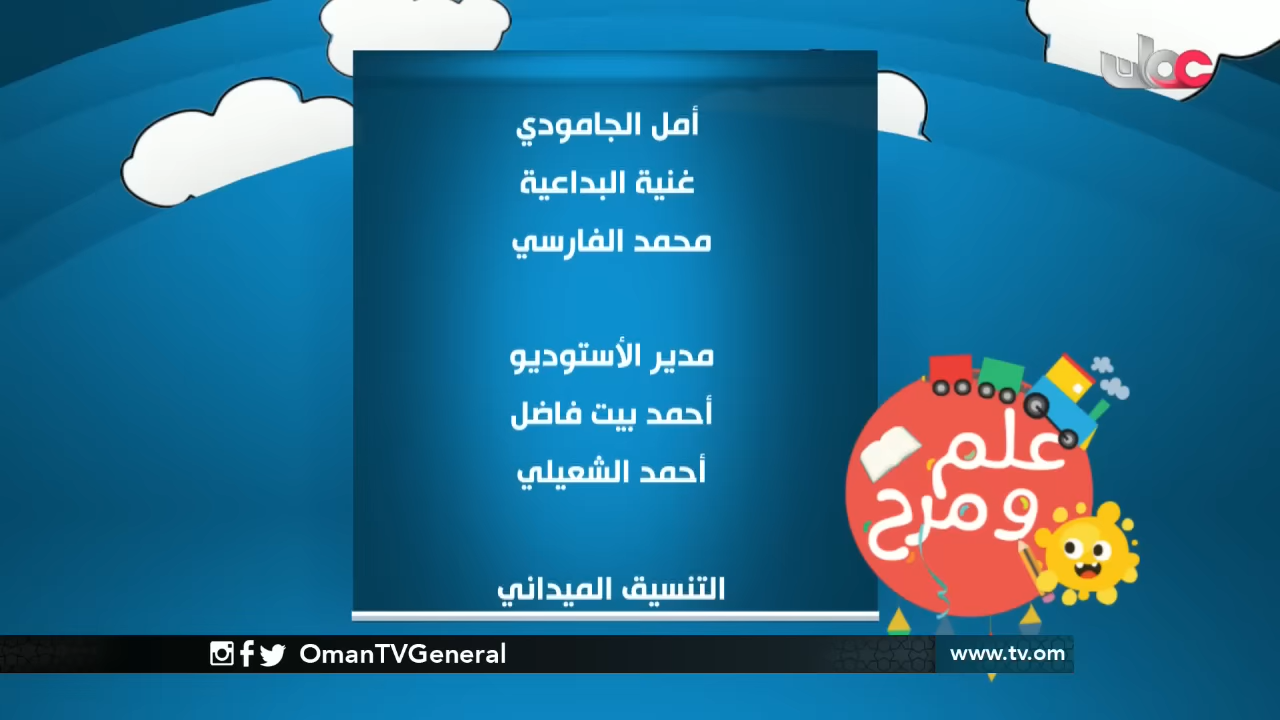 عمان
أمل الجامودي
غنية البداعية
محمد الفارسي
مدير الأستوديو
أحمد بيت فاضل
أحمد الشعيلي
التنسيق الميداني
علم
ومرح
OmanTVGeneral
www.tv.om